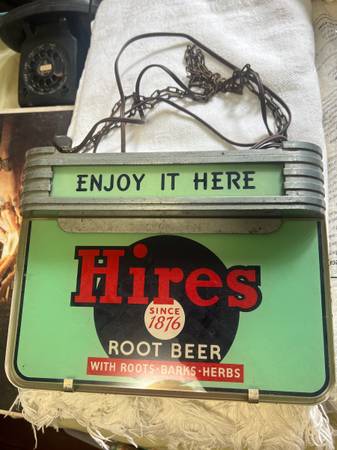 ENJOY IT HERE
Hires
SINCE
1876
ROOT BEER
WITH ROOTS-BARKS-HERBS